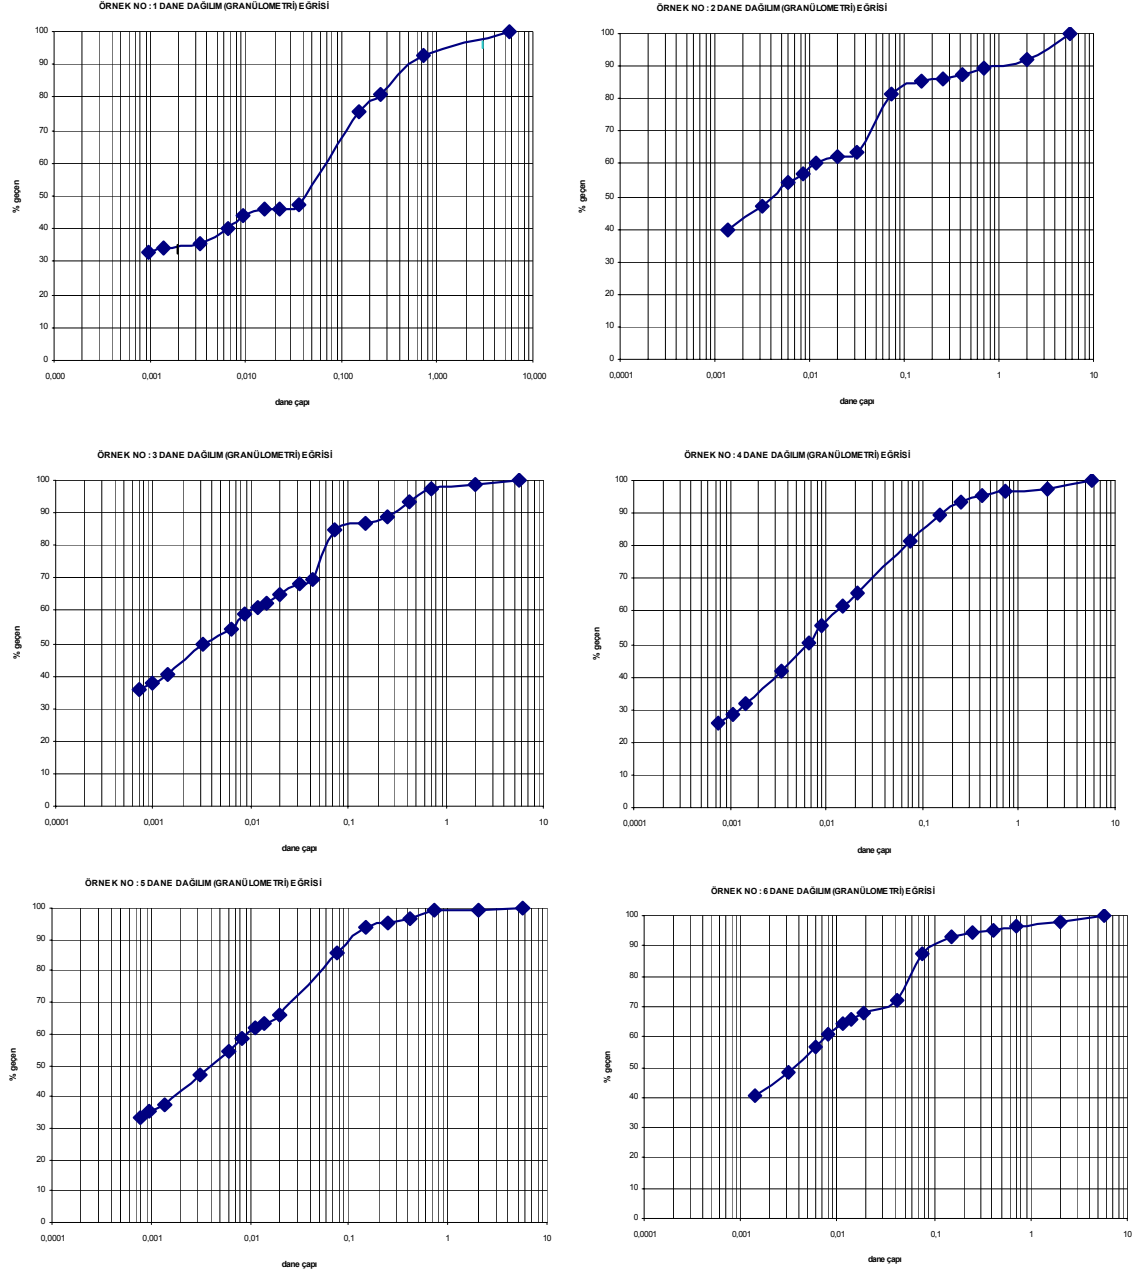 ÖRNEK NO : 1 DANE DAĞILIM (GRANÜLOMETRİ) EĞRİSİ
100
90
80
70
60
50
40
30
20
10
0
% geçen
0,000 0,001 0,010 0,100 1,000 10,000
dane çapı
ÖRNEK NO : 2 DANE DAĞILIM (GRANÜLOMETRİ) EĞRİSİ
100
90
80
70
60
50
40
30
20
10
0
% geçen
0,0001 0,001 0,01 0,1 1 10
dane çapı
ÖRNEK NO : 3 DANE DAĞILIM (GRANÜLOMETRİ) EĞRİSİ
100
90
80
70
60
50
40
30
20
10
0
% geçen
0,0001 0,001 0,01 0,1 1 10
dane çapı
ÖRNEK NO : 4 DANE DAĞILIM (GRANÜLOMETRİ) EĞRİSİ
100
90
80
70
60
50
40
30
20
10
0
% geçen
0,0001 0,001 0,01 0,1 1 10
dane çapı
ÖRNEK NO : 5 DANE DAĞILIM (GRANÜLOMETRİ) EĞRİSİ
100
90
80
70
60
50
40
30
20
10
0
% geçen
0,0001 0,001 0,01 0,1 1 10
dane çapı
ÖRNEK NO : 6 DANE DAĞILIM (GRANÜLOMETRİ) EĞRİSİ
100
90
80
70
60
50
40
30
20
10
0
% geçen
0,0001 0,001 0,01 0,1 1 10
dane çapı